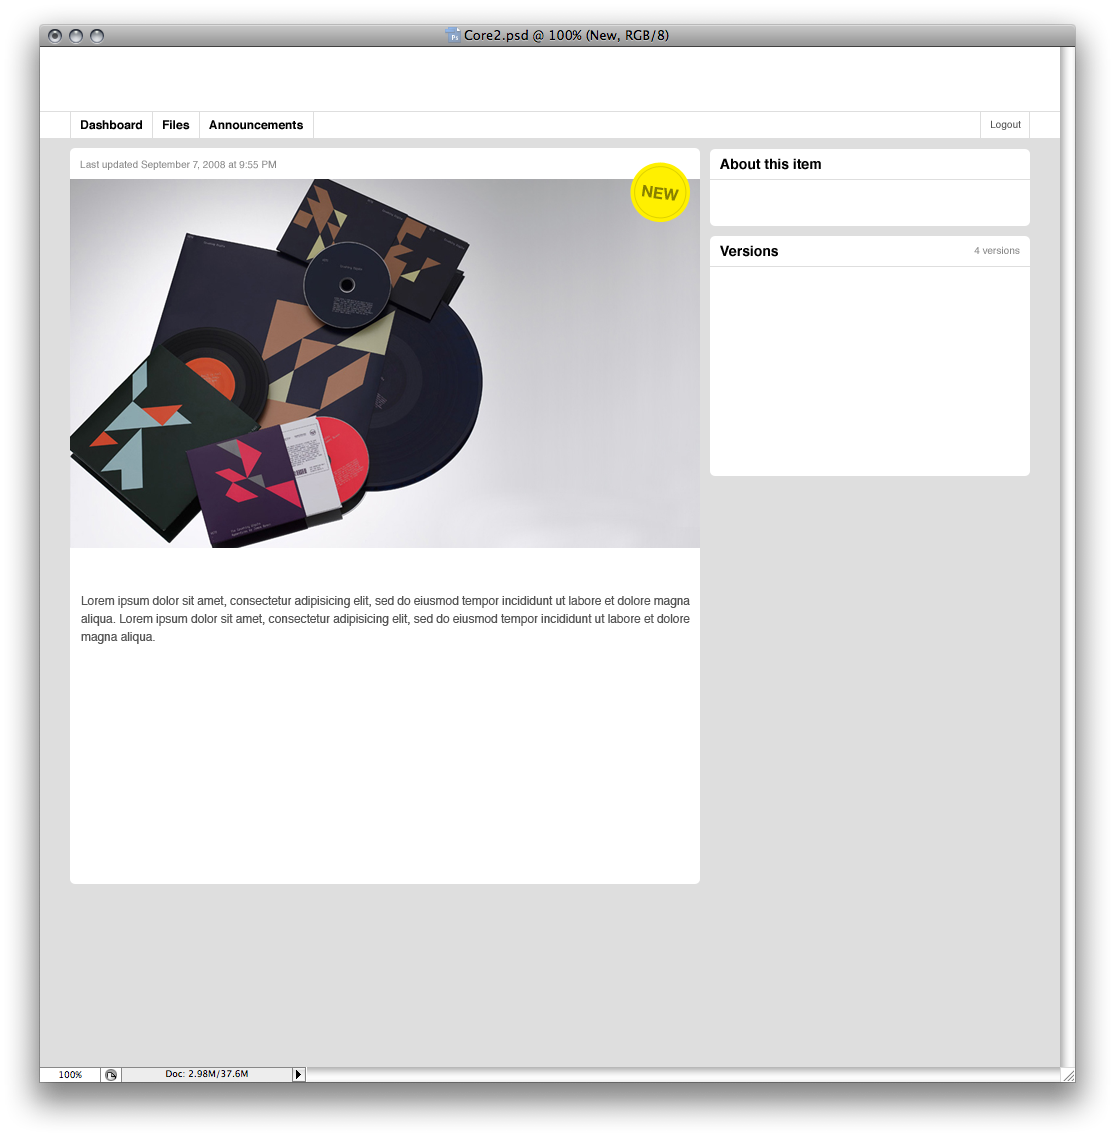 Core2.psd @ 100% (New, RGB/8)
Dashboard
Files
Announcements
Logout
Last updated September 7, 2008 at 9:55 PM
NEW
About this item
Versions
4 versions
Lorem ipsum dolor sit amet, consectetur adipisicing elit, sed do eiusmod tempor incididunt ut labore et dolore magna
aliqua. Lorem ipsum dolor sit amet, consectetur adipisicing elit, sed do eiusmod tempor incididunt ut labore et dolore
magna aliqua.
100%
Doc: 2.98M/37.6M